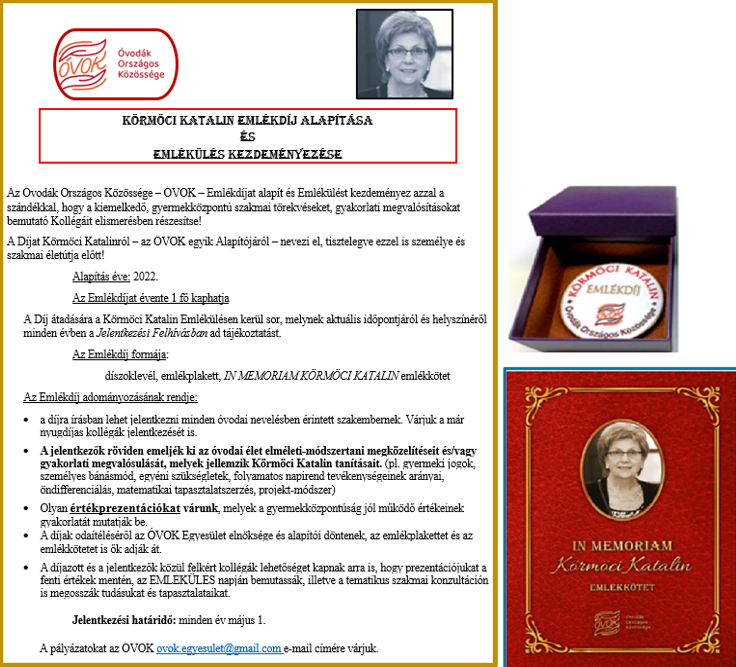 ÓVOK
Óvodák
Országos
Közössége
KÖRMÖCI KATALIN EMLÉKDÍJ ALAPÍTÁSA
ÉS
EMLÉKÜLÉS KEZDEMÉNYEZÉSE
Az Óvodák Országos Közössége – ÓVOK – Emlékdíjat alapít és Emlékülést kezdeményez azzal a
szándékkal, hogy a kiemelkedő, gyermekközpontú szakmai törekvéseket, gyakorlati megvalósításokat
bemutató Kollégáit elismerésben részesítse!
A Díjat Körmöci Katalinról – az ÓVOK egyik Alapítójáról – nevezi el, tisztelegve ezzel is személye és
szakmai életútja előtt!
Alapítás éve: 2022.
Az Emlékdíjat évente 1 fő kaphatja
A Díj átadására a Körmöci Katalin Emlékülésen kerül sor, melynek aktuális időpontjáról és helyszínéről
minden évben a Jelentkezési Felhívásban ad tájékoztatást.
Az Emlékdíj formája:
díszoklevél, emlékplakett, IN MEMORIAM KÖRMÖCI KATALIN emlékkötet
Az Emlékdíj adományozásának rendje:
• a díjra írásban lehet jelentkezni minden óvodai nevelésben érintett szakembernek. Várjuk a már
nyugdíjas kollégák jelentkezését is.
• A jelentkezők röviden emeljék ki az óvodai élet elméleti-módszertani megközelítéseit és/vagy
gyakorlati megvalósulását, melyek jellemzik Körmöci Katalin tanításait. (pl. gyermeki jogok,
személyes bánásmód, egyéni szükségletek, folyamatos napirend tevékenységeinek arányai,
öndifferenciálás, matematikai tapasztalatszerzés, projekt-módszer)
• Olyan értékprezentációkat várunk, melyek a gyermekközpontúság jól működő értékeinek
gyakorlatát mutatják be.
• A díjak odaítéléséről az ÓVOK Egyesület elnöksége és alapítói döntenek, az emlékplakettet és az
emlékkötetet is ők adják át.
• A díjazott és a jelentkezők közül felkért kollégák lehetőséget kapnak arra is, hogy prezentációjukat a
fenti értékek mentén, az EMLÉKÜLÉS napján bemutassák, illetve a tematikus szakmai konzultáción
is megosszák tudásukat és tapasztalataikat.
Jelentkezési határidő: minden év május 1.
A pályázatokat az ÓVOK ovok.egyesulet@gmail.com e-mail címére várjuk.
KÖRMÖCI KATALIN
EMLÉKDÍJ
Óvodák Országos Közössége
IN MEMORIAM
Körmöci Katalin
EMLÉKKÖTET
ÓVOK
Óvodák
Országos
Közössége